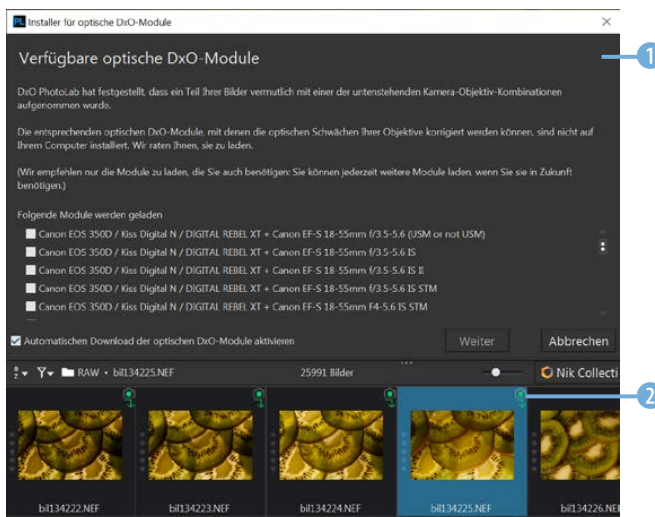 PL Installer für optische DxO-Module
Verfügbare optische DxO-Module
DxO PhotoLab hat festgestellt, dass ein Teil Ihrer Bilder vermutlich mit einer der untenstehenden Kamera-Objektiv-Kombinationen
aufgenommen wurde.
Die entsprechenden optischen DxO-Module, mit denen die optischen Schwächen Ihrer Objektive korrigiert werden können, sind nicht auf
Ihrem Computer installiert. Wir raten Ihnen, sie zu laden.
(Wir empfehlen nur die Module zu laden, die Sie auch benötigen: Sie können jederzeit weitere Module laden, wenn Sie sie in Zukunft
benötigen.)
Folgende Module werden geladen
Canon EOS 350D / Kiss Digital N / DIGITAL REBEL XT + Canon EF-S 18-55mm f/3.5-5.6 (USM or not USM)
Canon EOS 350D / Kiss Digital N / DIGITAL REBEL XT + Canon EF-S 18-55mm f/3.5-5.6 IS
Canon EOS 350D / Kiss Digital N / DIGITAL REBEL XT + Canon EF-S 18-55mm f/3.5-5.6 IS II
Canon EOS 350D / Kiss Digital N / DIGITAL REBEL XT + Canon EF-S 18-55mm f/3.5-5.6 IS STM
Canon EOS 350D / Kiss Digital N / DIGITAL REBEL XT + Canon EF-S 18-55mm F4-5.6 IS STM
Automatischen Download der optischen DxO-Module aktivieren
Weiter
Abbrechen
RAW • bil134225.NEF
25991 Bilder
Nik Collecti
bil134222.NEF
bil134223.NEF
bil134224.NEF
bil134225.NEF
bil134226.NEF
1
2